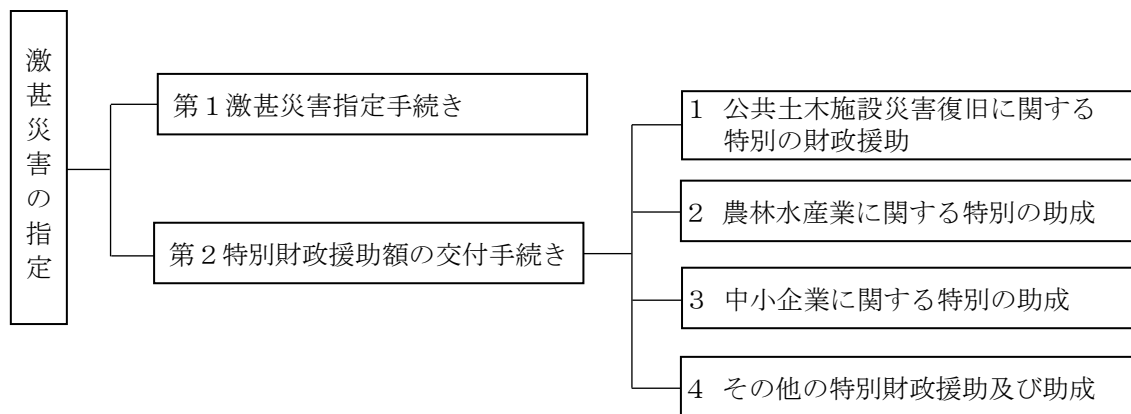 激甚災害の指定
第１激甚災害指定手続き
第２特別財政援助額の交付手続き
１ 公共土木施設災害復旧に関する
特別の財政援助
２ 農林水産業に関する特別の助成
３ 中小企業に関する特別の助成
４ その他の特別財政援助及び助成